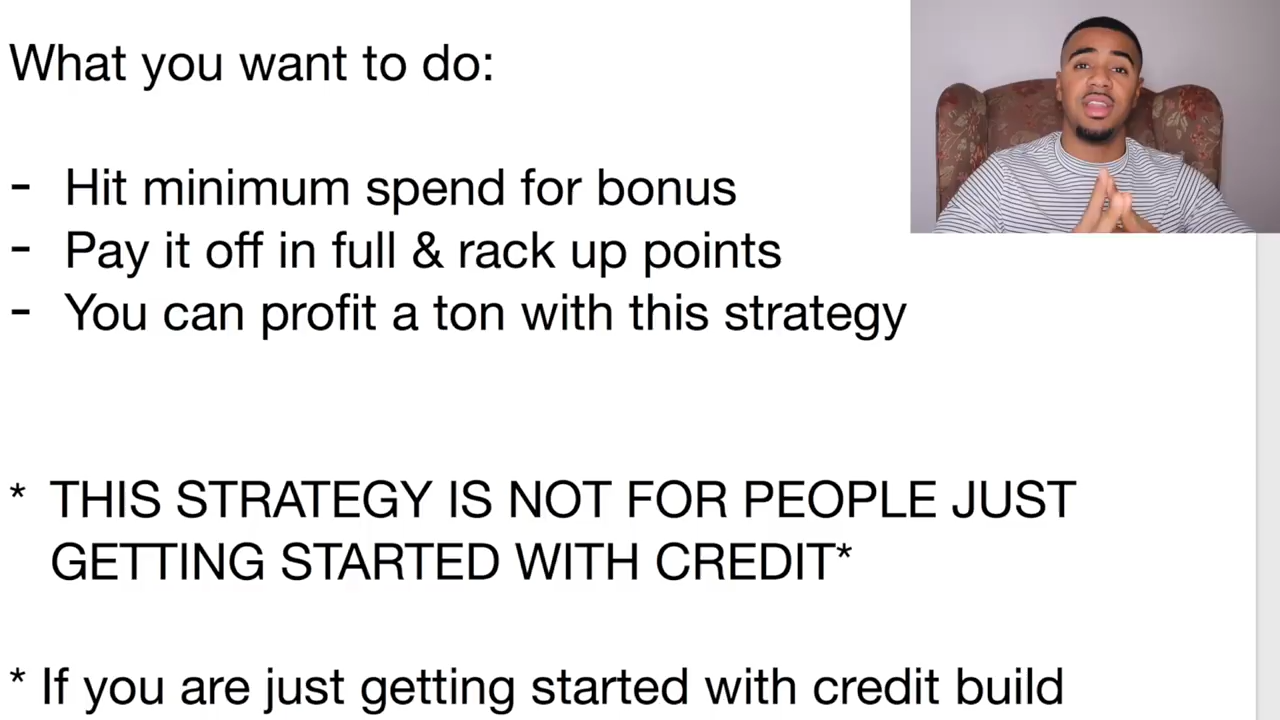 What you want to do:
- Hit minimum spend for bonus
- Pay it off in full & rack up points
- You can profit a ton with this strategy
* THIS STRATEGY IS NOT FOR PEOPLE JUST
GETTING STARTED WITH CREDIT*
* If you are just getting started with credit build